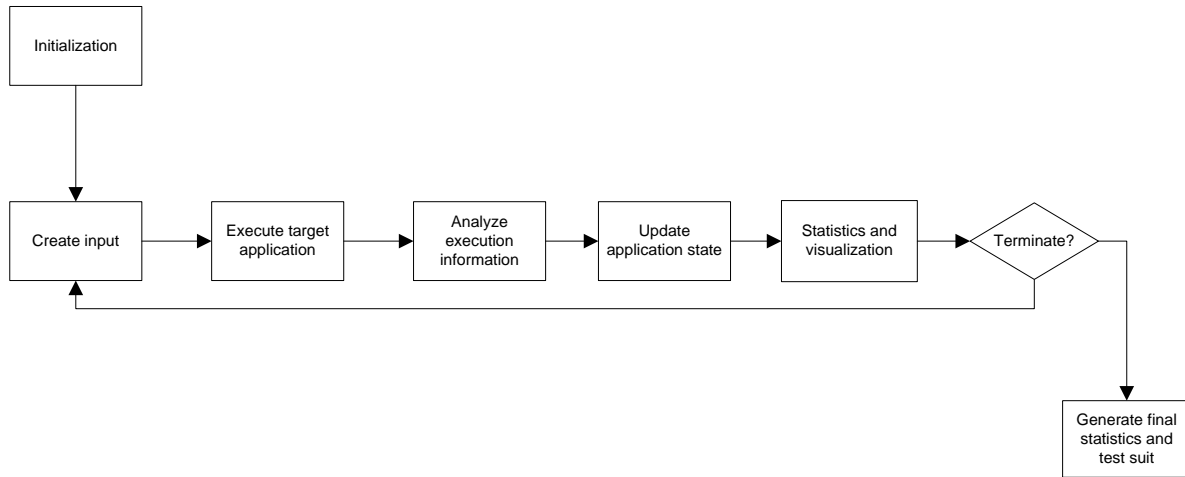 Initialization
Create input
Execute target
application
Analyze
execution
information
Update
application state
Statistics and
visualization
Terminate?
Generate final
statistics and
test suit